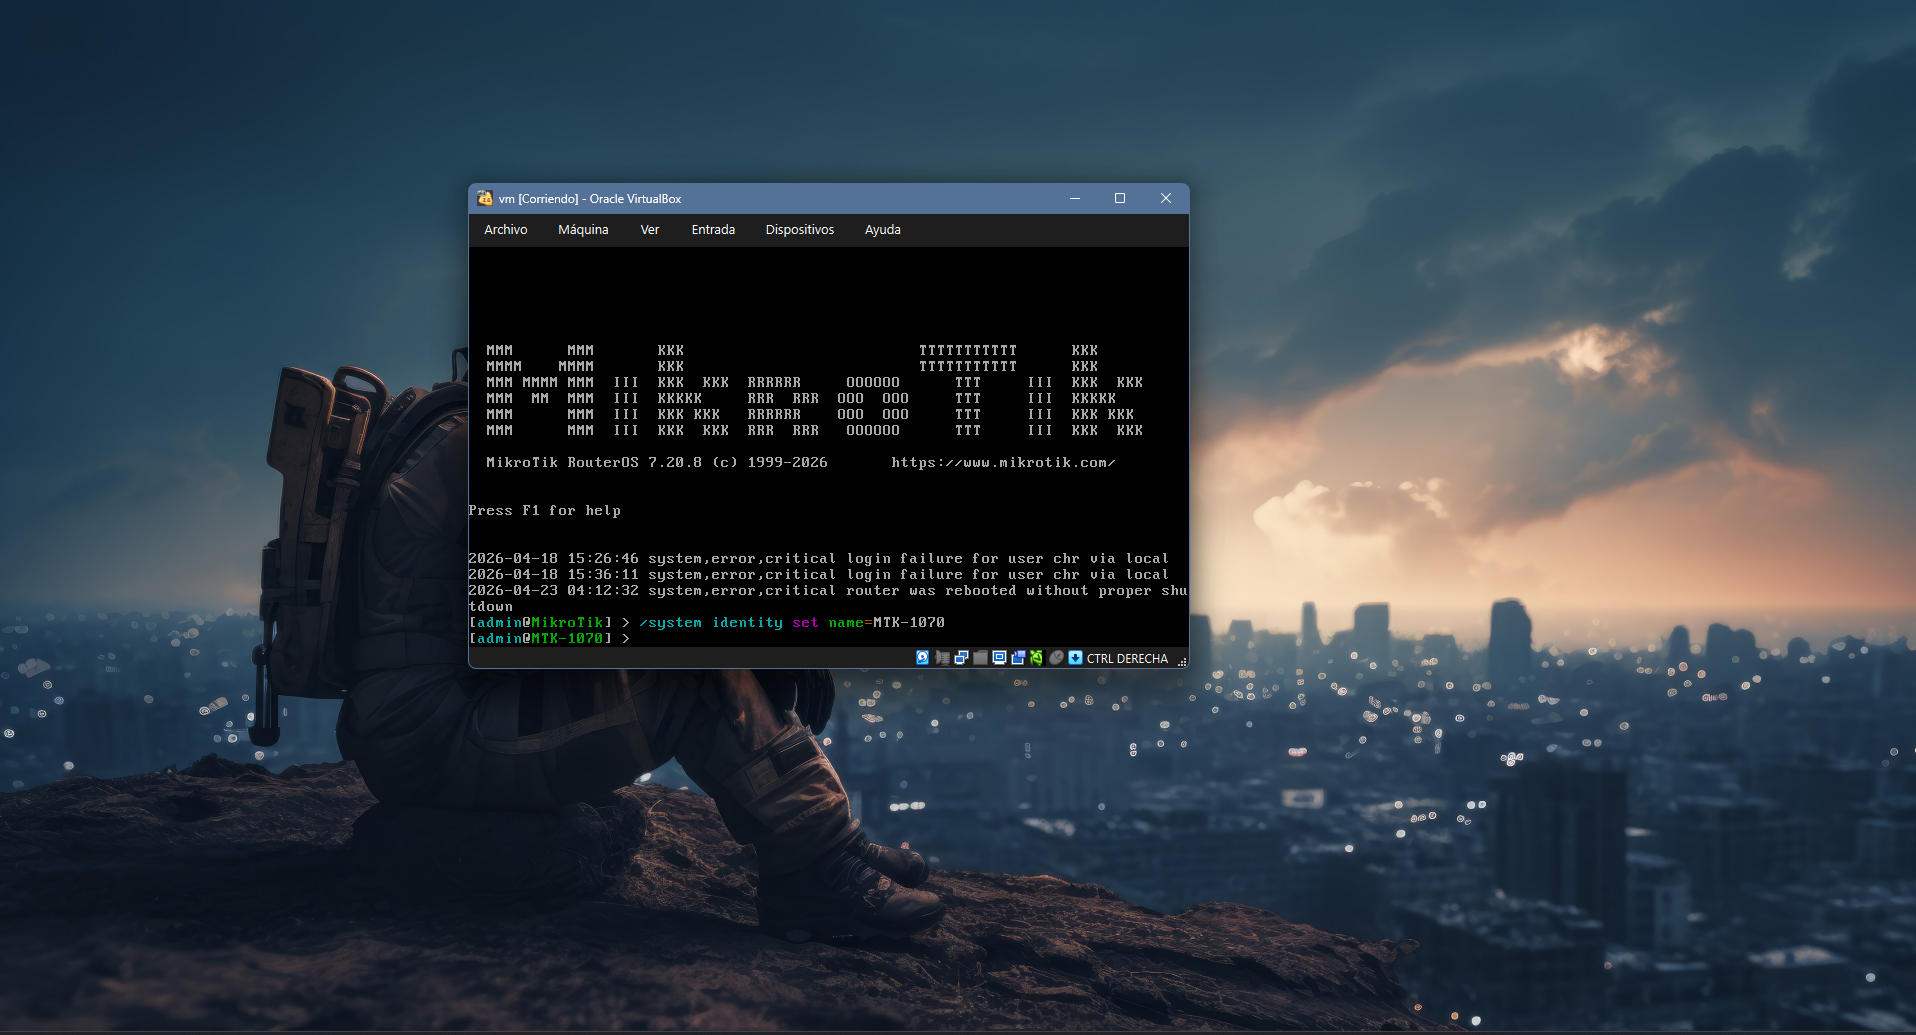 vm [Corriendo] - Oracle VirtualBox
Archivo Máquina Ver Entrada Dispositivos Ayuda
MMM      MMM       KKK                          TTTTTTTTTTT      KKK
MMMM    MMMM       KKK                          TTTTTTTTTTT      KKK
MMM MMMM MMM  III  KKK  KKK  RRRRRR     OOOOOO      TTT     III  KKK  KKK
MMM  MM  MMM  III  KKKKK     RRR  RRR  OOO  OOO     TTT     III  KKKKK
MMM      MMM  III  KKK KKK   RRRRRR    OOO  OOO     TTT     III  KKK KKK
MMM      MMM  III  KKK  KKK  RRR  RRR   OOOOOO      TTT     III  KKK  KKK
MikroTik RouterOS 7.20.8 (c) 1999-2026       https://www.mikrotik.com/
Press F1 for help
2026-04-18 15:26:46 system,error,critical login failure for user chr via local
2026-04-18 15:36:11 system,error,critical login failure for user chr via local
2026-04-23 04:12:32 system,error,critical router was rebooted without proper shu
tdown
[admin@MikroTik] > /system identity set name=MTK-1070
[admin@MTK-1070] >
CTRL DERECHA